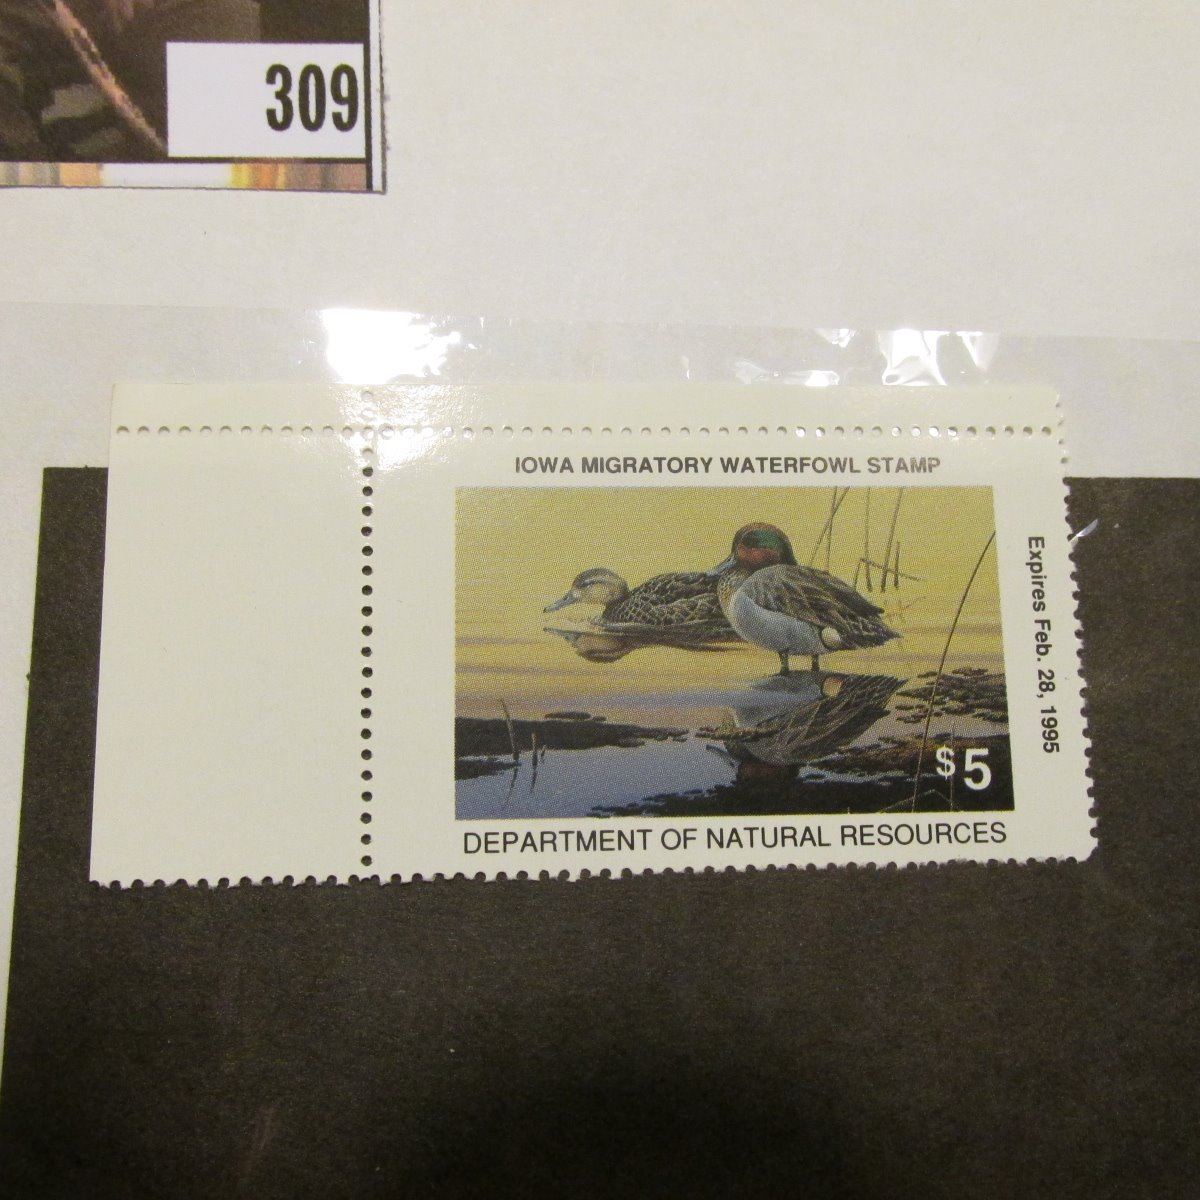 309
IOWA MIGRATORY WATERFOWL STAMP
Expires Feb. 28, 1995
$5
DEPARTMENT OF NATURAL RESOURCES